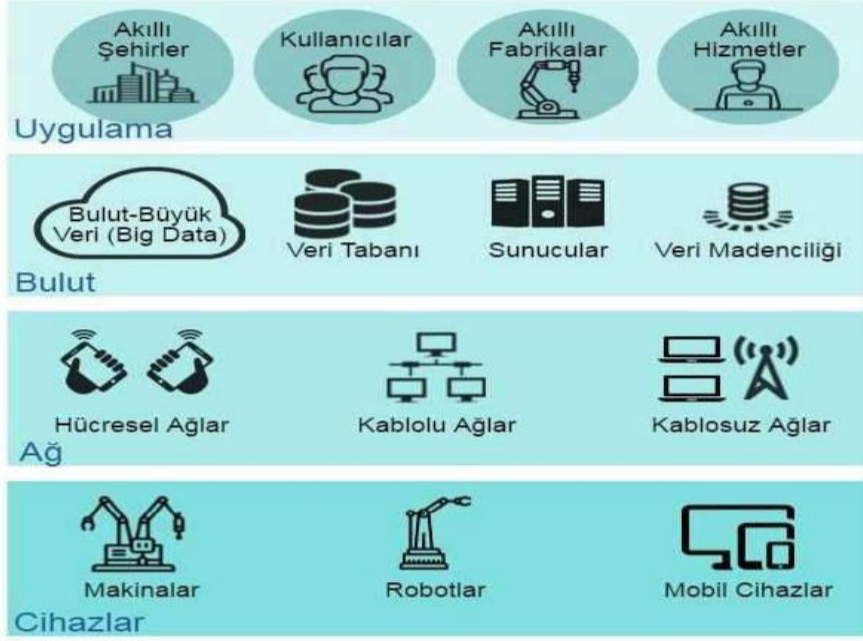 Akıllı
Şehirler
Kullanıcılar
Akıllı
Fabrikalar
Akıllı
Hizmetler
Uygulama
Bulut-Büyük
Veri (Big Data)
Veri Tabanı
Sunucular
Veri Madenciliği
Bulut
Hücresel Ağlar
Kablolu Ağlar
Kablosuz Ağlar
Ağ
Makinalar
Robotlar
Mobil Cihazlar
Cihazlar